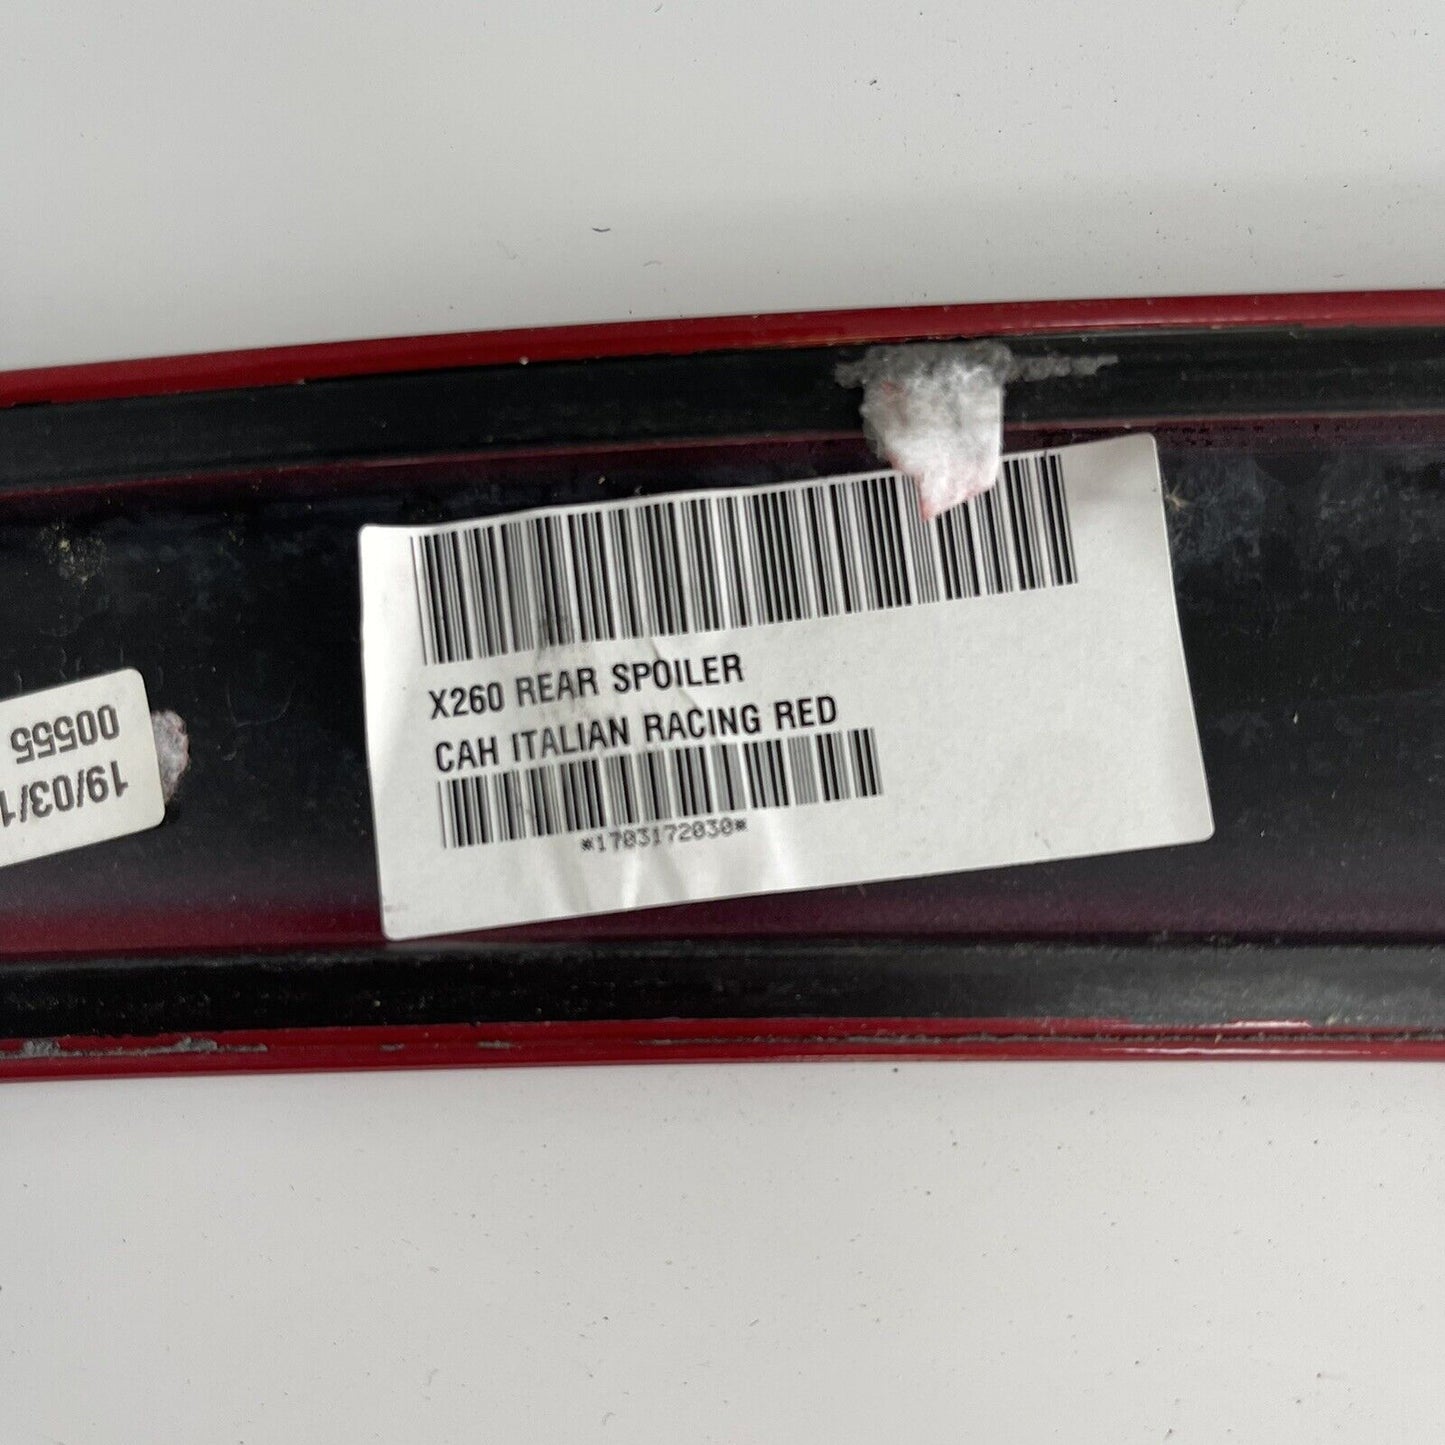 X260 REAR SPOILER
CAH ITALIAN RACING RED
*1703172030*
19/03/1
00555